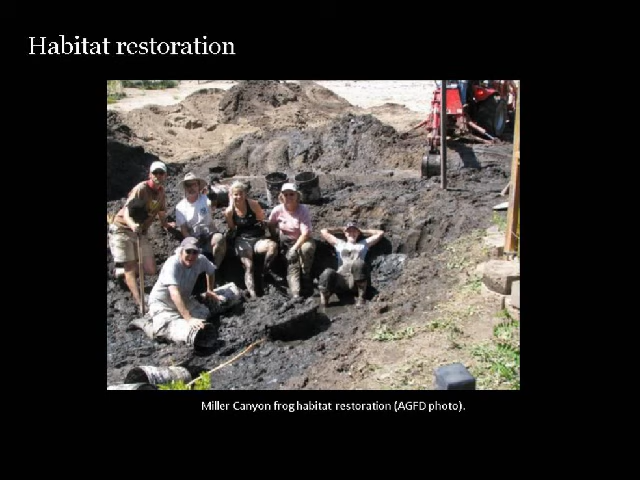 Habitat restoration
Miller Canyon frog habitat restoration (AGFD photo).